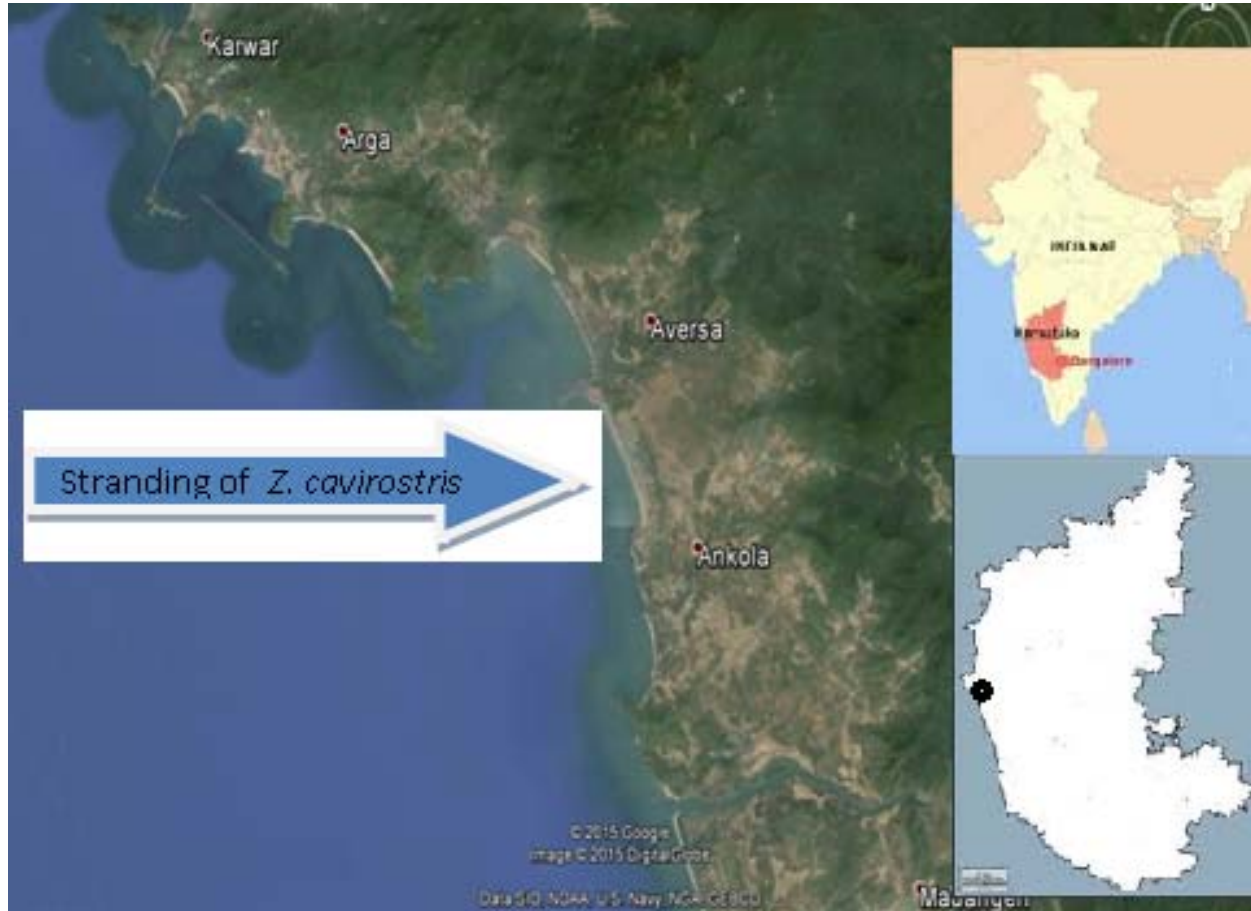 Karwar
Arga
Aversa
Stranding of Z. cavirostris
Ankola
Karnataka
Bangalore
© 2015 Google
Image © 2015 DigitalGlobe
Data SIO, NOAA, U.S. Navy, NGA, GEBCO